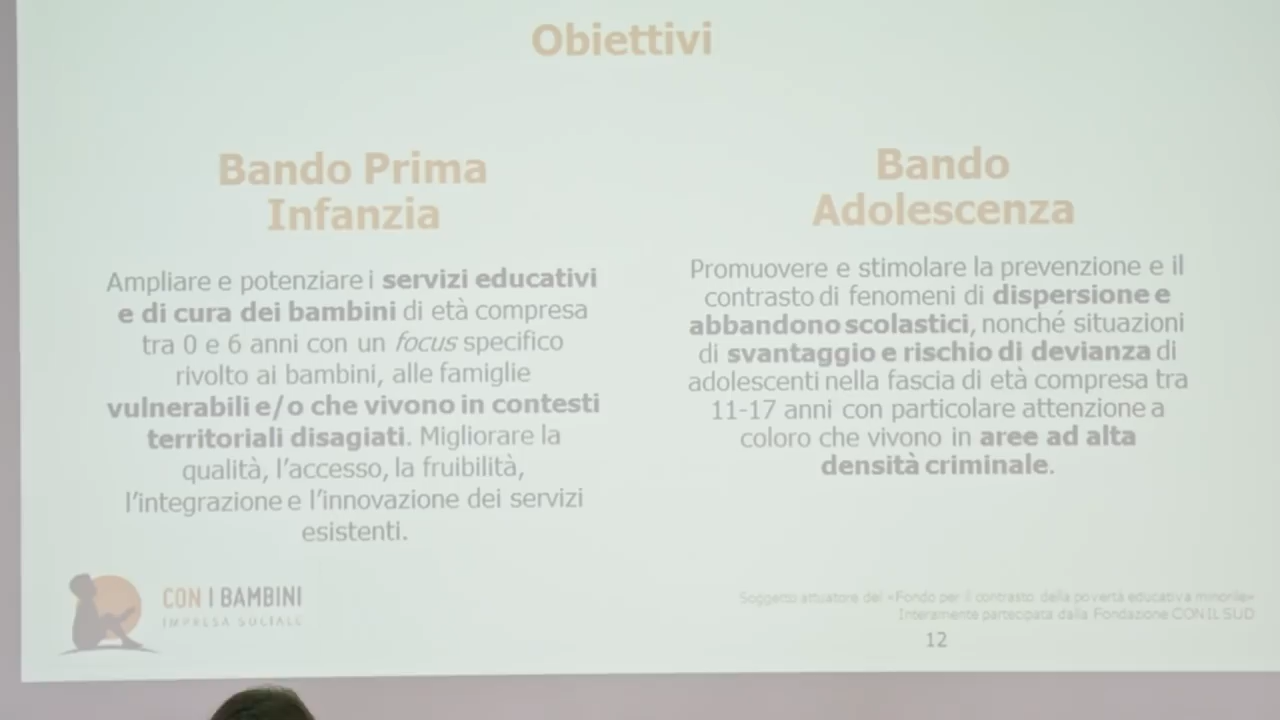 Obiettivi
Bando Prima
Infanzia
Ampliare e potenziare i servizi educativi
e di cura dei bambini di età compresa
tra 0 e 6 anni con un focus specifico
rivolto ai bambini, alle famiglie
vulnerabili e/o che vivono in contesti
territoriali disagiati. Migliorare la
qualità, l'accesso, la fruibilità,
l'integrazione e l'innovazione dei servizi
esistenti.
Bando
Adolescenza
Promuovere e stimolare la prevenzione e il
contrasto di fenomeni di dispersione e
abbandono scolastici, nonché situazioni
di svantaggio e rischio di devianza di
adolescenti nella fascia di età compresa tra
11-17 anni con particolare attenzione a
coloro che vivono in aree ad alta
densità criminale.
CON I BAMBINI
IMPRESA SOCIALE
Soggetto attuatore del «Fondo per il contrasto della povertà educativa minorile»
Interamente partecipata dalla Fondazione CON IL SUD
12